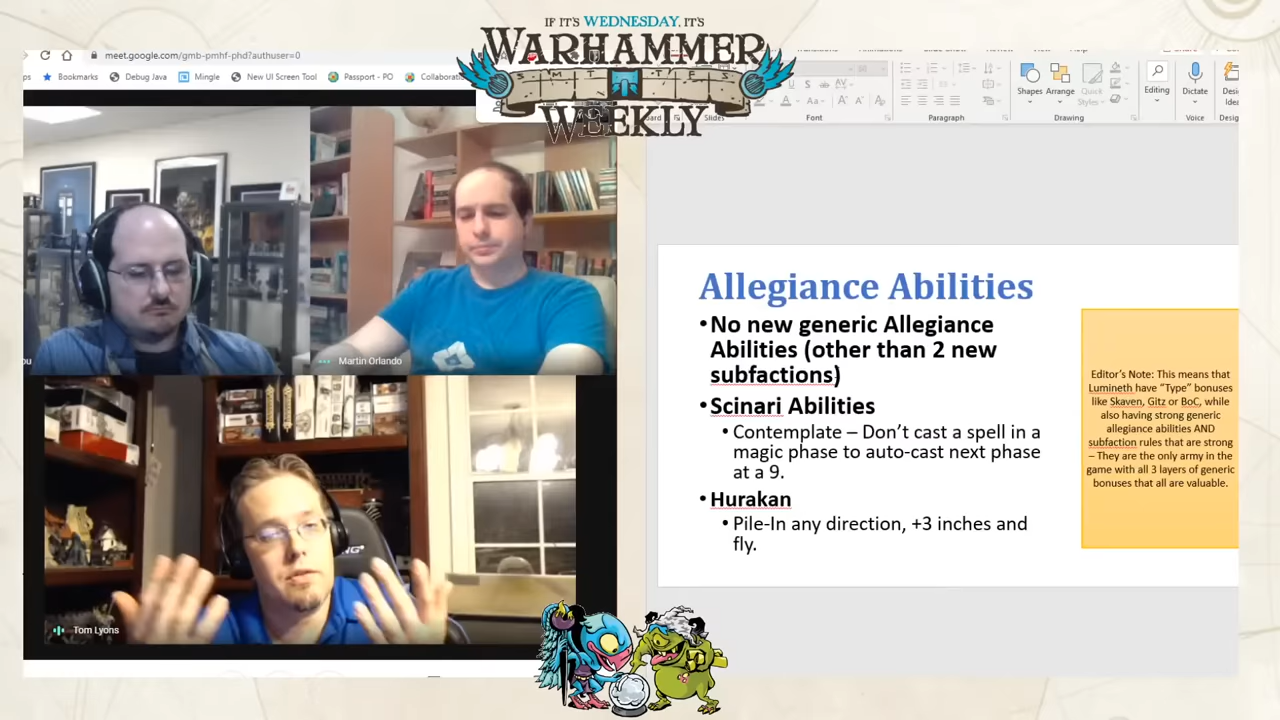 IF IT'S WEDNESDAY, IT'S
WARHAMMER
WEEKLY
meet.google.com/gmb-pmhf-phd?authuser=0
ps
Bookmarks
Debug Java
Mingle
New UI Screen Tool
Passport - PO
Shapes
Arrange
Quick
Styles
Editing
Dictate
Slides
Font
Paragraph
Drawing
Voice
Martin Orlando
Tom Lyons
Allegiance Abilities
•No new generic Allegiance
Abilities (other than 2 new
subfactions)
•Scinari Abilities
•Contemplate – Don't cast a spell in a
magic phase to auto-cast next phase
at a 9.
•Hurakan
•Pile-In any direction, +3 inches and
fly.
Editor's Note: This means that
Lumineth have "Type" bonuses
like Skaven, Gitz or BoC, while
also having strong generic
allegiance abilities AND
subfaction rules that are strong
– They are the only army in the
game with all 3 layers of generic
bonuses that all are valuable.